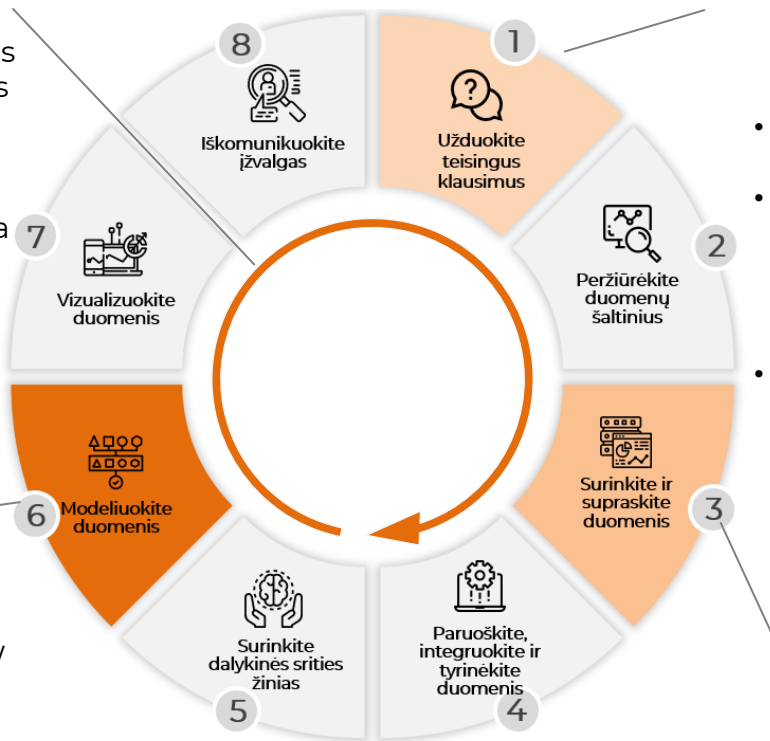 1
Užduokite
teisingus
klausimus
2
Peržiūrėkite
duomenų
šaltinius
3
Surinkite ir
supraskite
duomenis
4
Paruoškite,
integruokite ir
tyrinėkite
duomenis
5
Surinkite
dalykinės srities
žinias
6
Modeliuokite
duomenis
7
Vizualizuokite
duomenis
8
Iškomunikuokite
įžvalgas
s
s
a